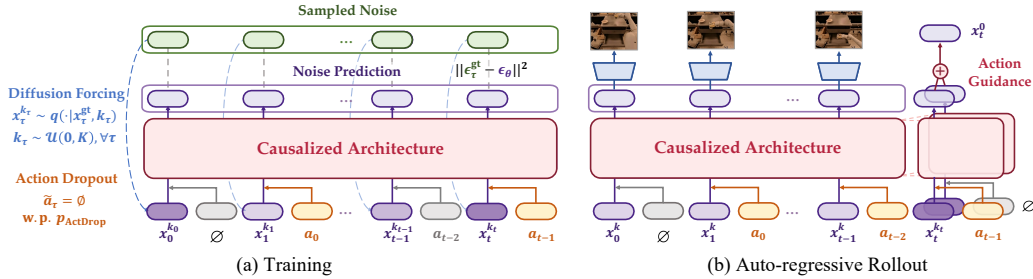 Sampled Noise
...
...
Noise Prediction
||ϵ_τ^gt − ϵ_θ||²
Diffusion Forcing
x_τ^{k_τ} ~ q(·|x_τ^gt, k_τ)
k_τ ~ U(0, K), ∀τ
Causalized Architecture
Action Dropout
ã_τ = ∅
w. p. p_ActDrop
...
x_0^{k_0} ∅ x_1^{k_1} a_0 x_{t−1}^{k_{t−1}} a_{t−2} x_t^{k_t} a_{t−1}
(a) Training
x_t^0
...
+
Action
Guidance
...
Causalized Architecture
...
x_0^k ∅ x_1^k a_0 x_{t−1}^k a_{t−2} x_t^{k_t} a_{t−1} ∅
(b) Auto-regressive Rollout